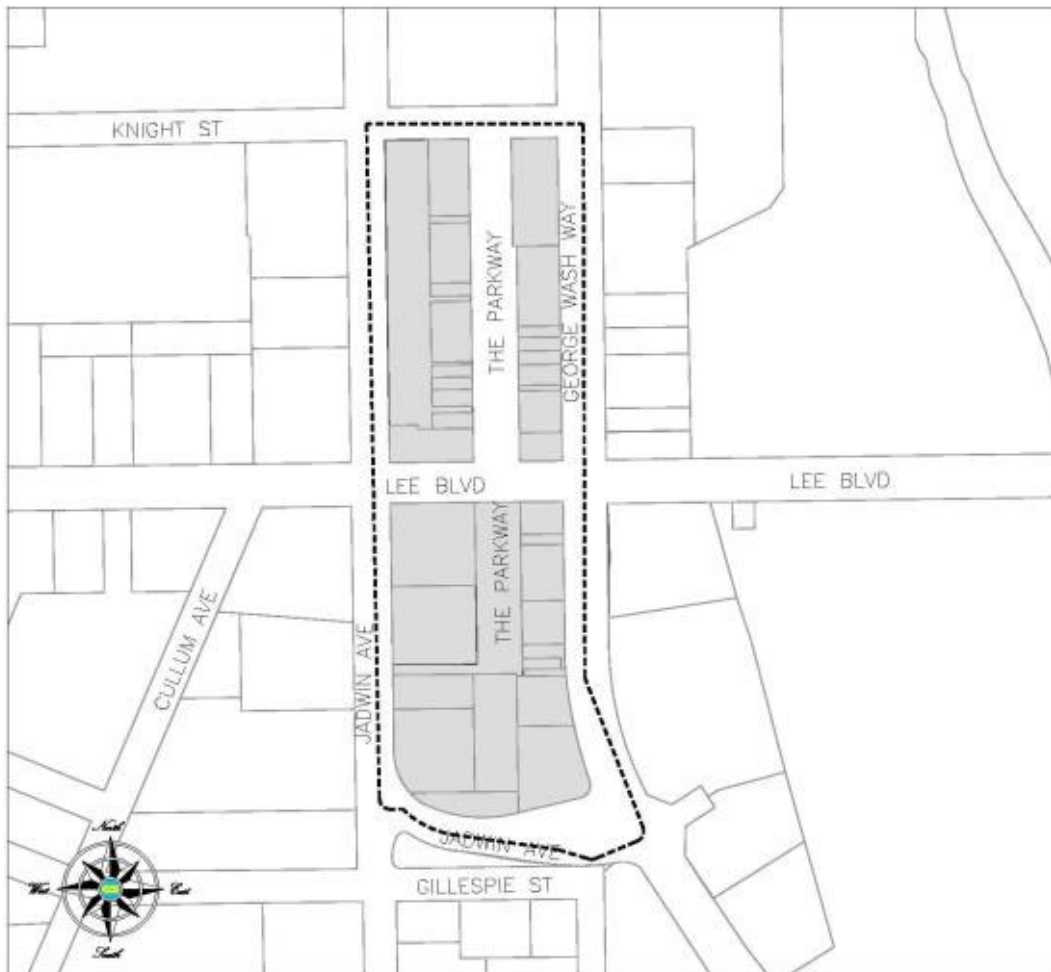 KNIGHT ST
THE PARKWAY
GEORGE WASH WAY
LEE BLVD
LEE BLVD
THE PARKWAY
CULLUM AVE
JADWIN AVE
North
West
East
South
JADWIN AVE
GILLESPIE ST